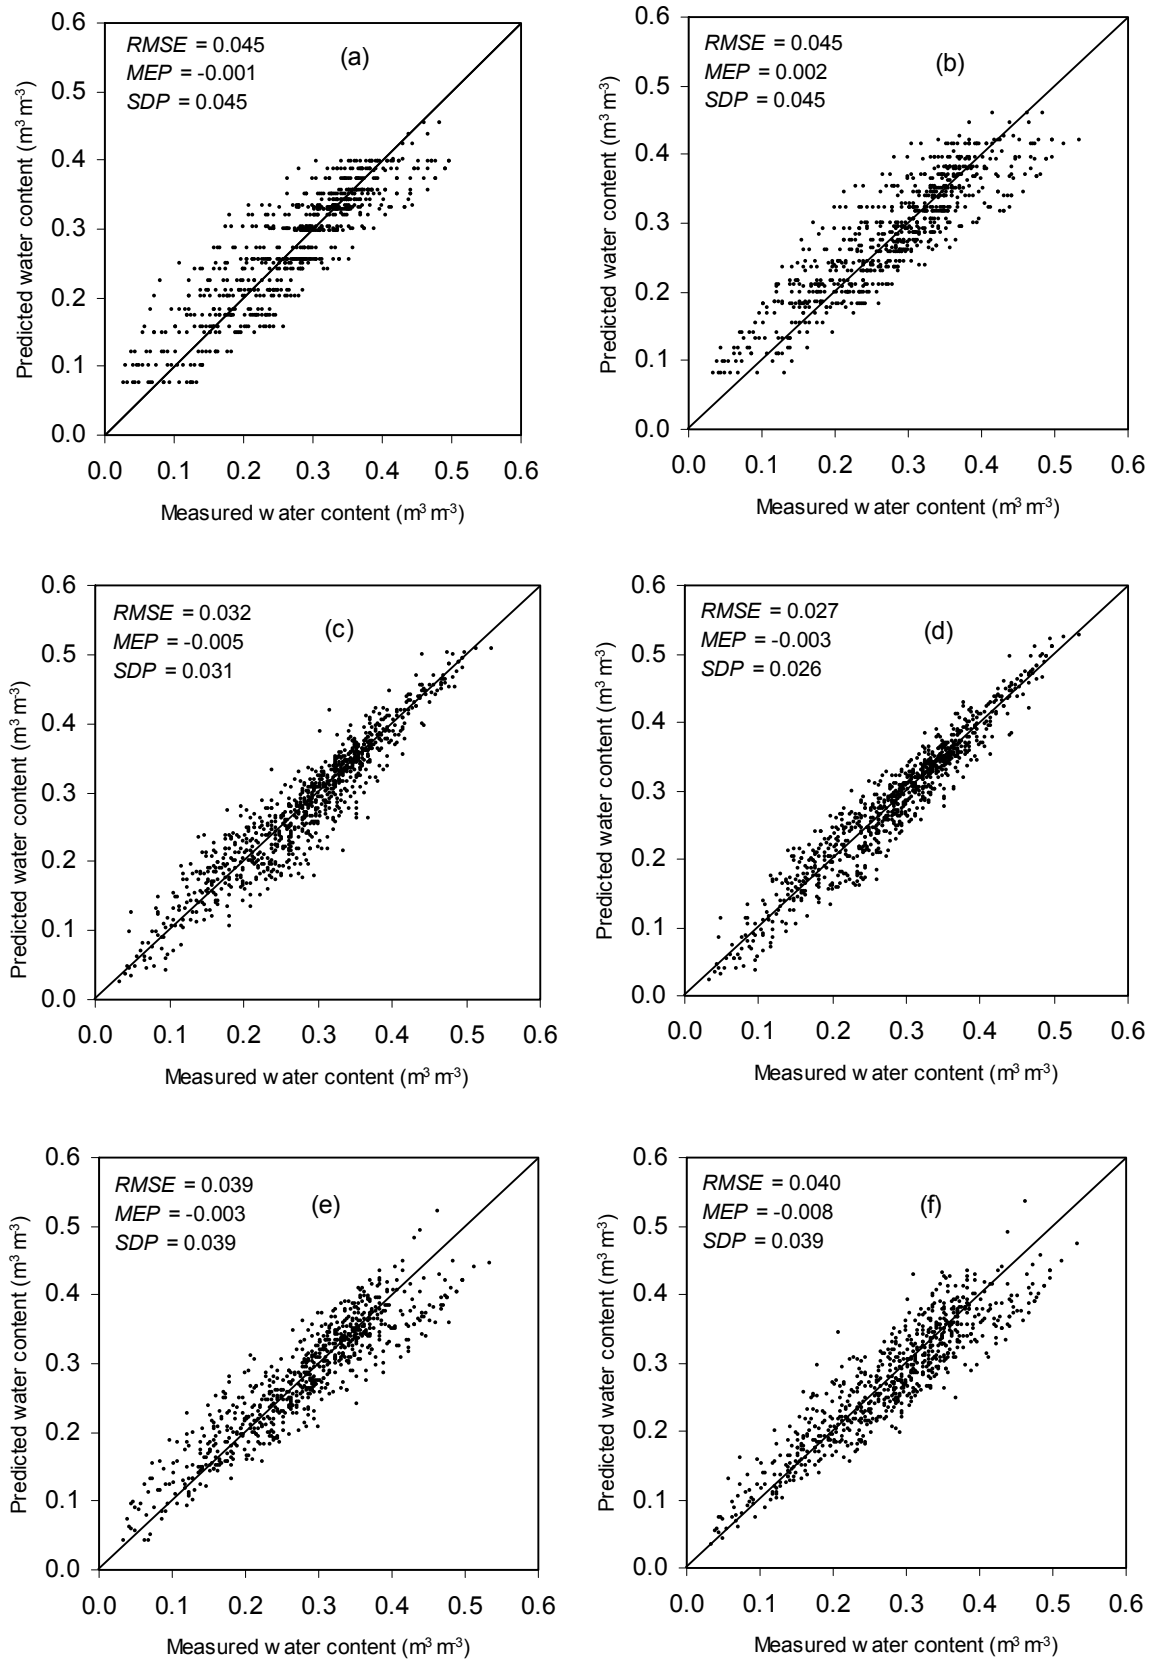 RMSE = 0.045
MEP = -0.001
SDP = 0.045
(a)
Predicted water content (m³ m-³)
0.6
0.5
0.4
0.3
0.2
0.1
0.0
0.0 0.1 0.2 0.3 0.4 0.5 0.6
Measured water content (m³ m-³)
RMSE = 0.045
MEP = 0.002
SDP = 0.045
(b)
Predicted water content (m³ m-³)
0.6
0.5
0.4
0.3
0.2
0.1
0.0
0.0 0.1 0.2 0.3 0.4 0.5 0.6
Measured water content (m³ m-³)
RMSE = 0.032
MEP = -0.005
SDP = 0.031
(c)
Predicted water content (m³ m-³)
0.6
0.5
0.4
0.3
0.2
0.1
0.0
0.0 0.1 0.2 0.3 0.4 0.5 0.6
Measured water content (m³ m-³)
RMSE = 0.027
MEP = -0.003
SDP = 0.026
(d)
Predicted water content (m³ m-³)
0.6
0.5
0.4
0.3
0.2
0.1
0.0
0.0 0.1 0.2 0.3 0.4 0.5 0.6
Measured water content (m³ m-³)
RMSE = 0.039
MEP = -0.003
SDP = 0.039
(e)
Predicted water content (m³ m-³)
0.6
0.5
0.4
0.3
0.2
0.1
0.0
0.0 0.1 0.2 0.3 0.4 0.5 0.6
Measured water content (m³ m-³)
RMSE = 0.040
MEP = -0.008
SDP = 0.039
(f)
Predicted water content (m³ m-³)
0.6
0.5
0.4
0.3
0.2
0.1
0.0
0.0 0.1 0.2 0.3 0.4 0.5 0.6
Measured water content (m³ m-³)